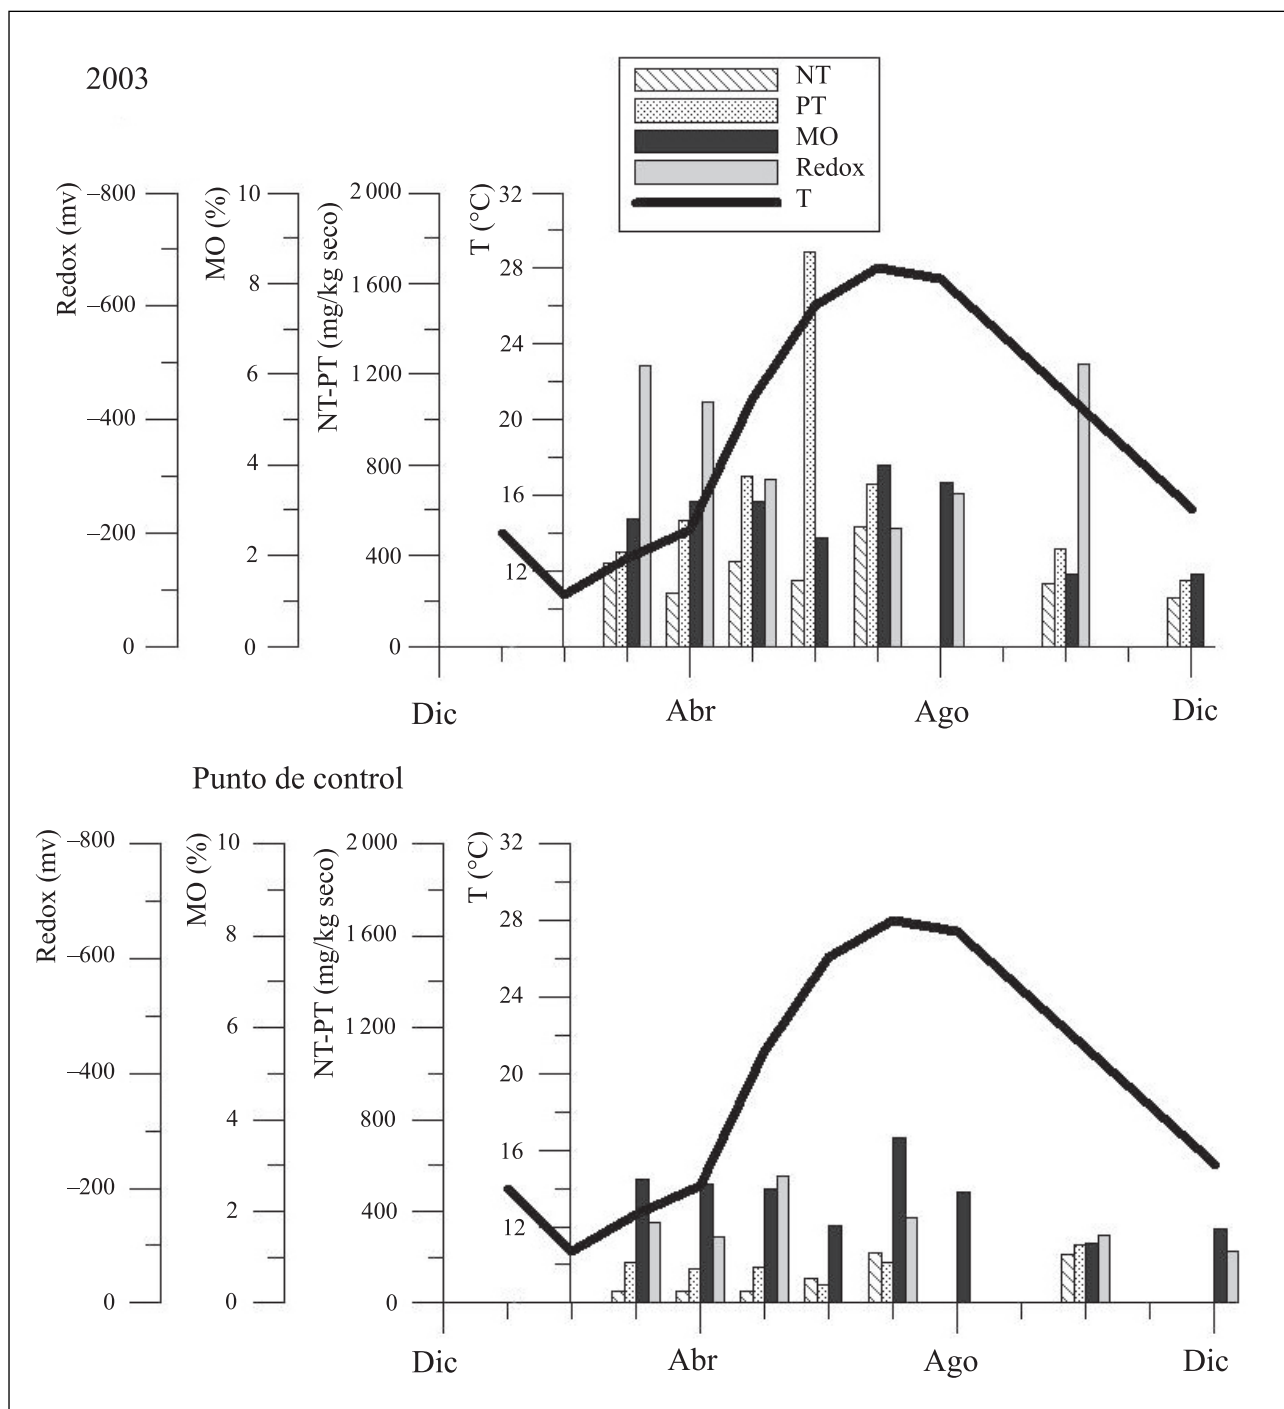 2003
NT
PT
MO
Redox
T
Redox (mv)
–800
–600
–400
–200
0
MO (%)
10
8
6
4
2
0
NT-PT (mg/kg seco)
2 000
1 600
1 200
800
400
0
T (°C)
32
28
24
20
16
12
Dic
Abr
Ago
Dic
Punto de control
Redox (mv)
–800
–600
–400
–200
0
MO (%)
10
8
6
4
2
0
NT-PT (mg/kg seco)
2 000
1 600
1 200
800
400
0
T (°C)
32
28
24
20
16
12
Dic
Abr
Ago
Dic